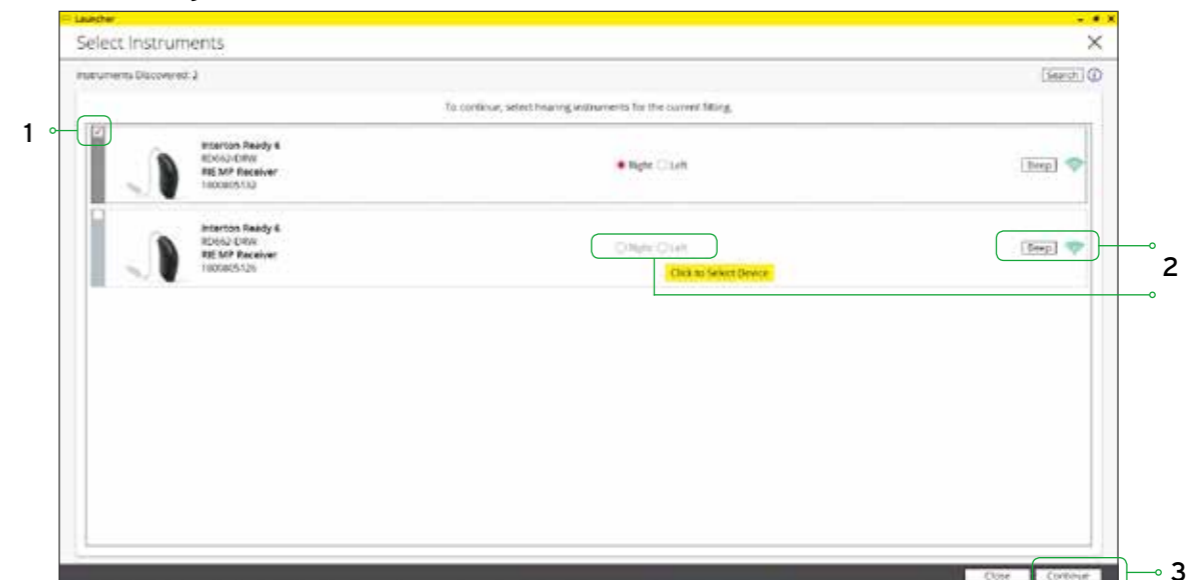 Launcher
Select Instruments
Instruments Discovered: 2
Search
To continue, select hearing instruments for the current fitting.
1
Interton Ready 6
RD662-DRW
RIE MP Receiver
1800805132
Right Left
Beep
Interton Ready 6
RD662-DRW
RIE MP Receiver
1800805126
Right Left
Beep
2
Click to Select Device
Close Continue
3